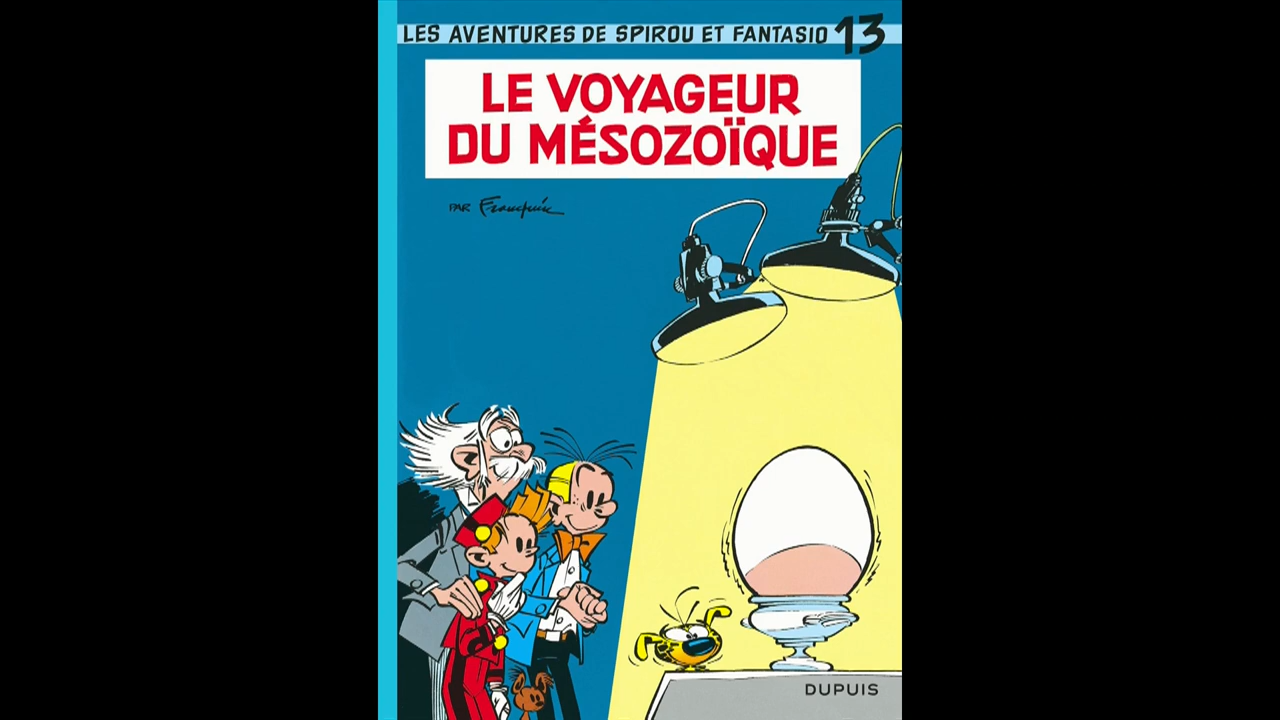 LES AVENTURES DE SPIROU ET FANTASIO 13
LE VOYAGEUR
DU MÉSOZOÏQUE
PAR Franquin
DUPUIS